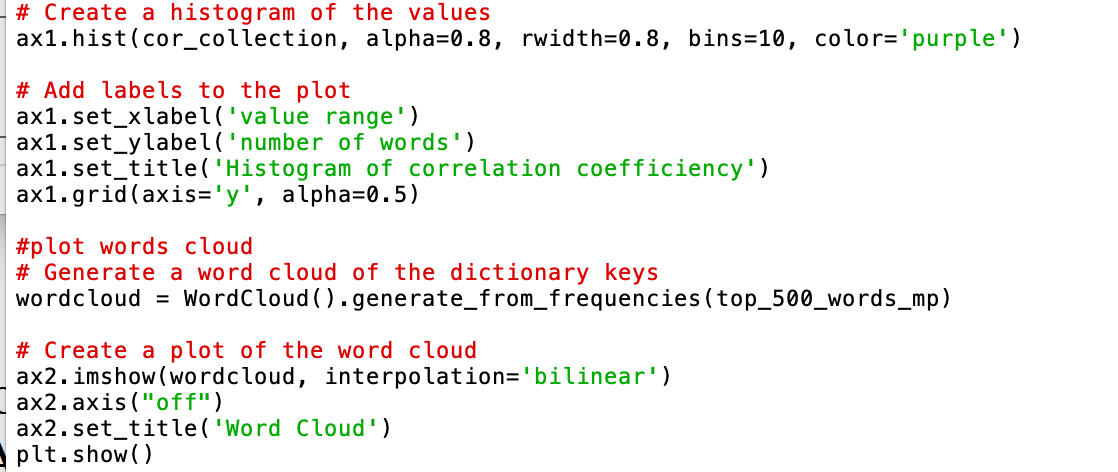 # Create a histogram of the values
ax1.hist(cor_collection, alpha=0.8, rwidth=0.8, bins=10, color='purple')
# Add labels to the plot
ax1.set_xlabel('value range')
ax1.set_ylabel('number of words')
ax1.set_title('Histogram of correlation coefficiency')
ax1.grid(axis='y', alpha=0.5)
#plot words cloud
# Generate a word cloud of the dictionary keys
wordcloud = WordCloud().generate_from_frequencies(top_500_words_mp)
# Create a plot of the word cloud
ax2.imshow(wordcloud, interpolation='bilinear')
ax2.axis("off")
ax2.set_title('Word Cloud')
plt.show()